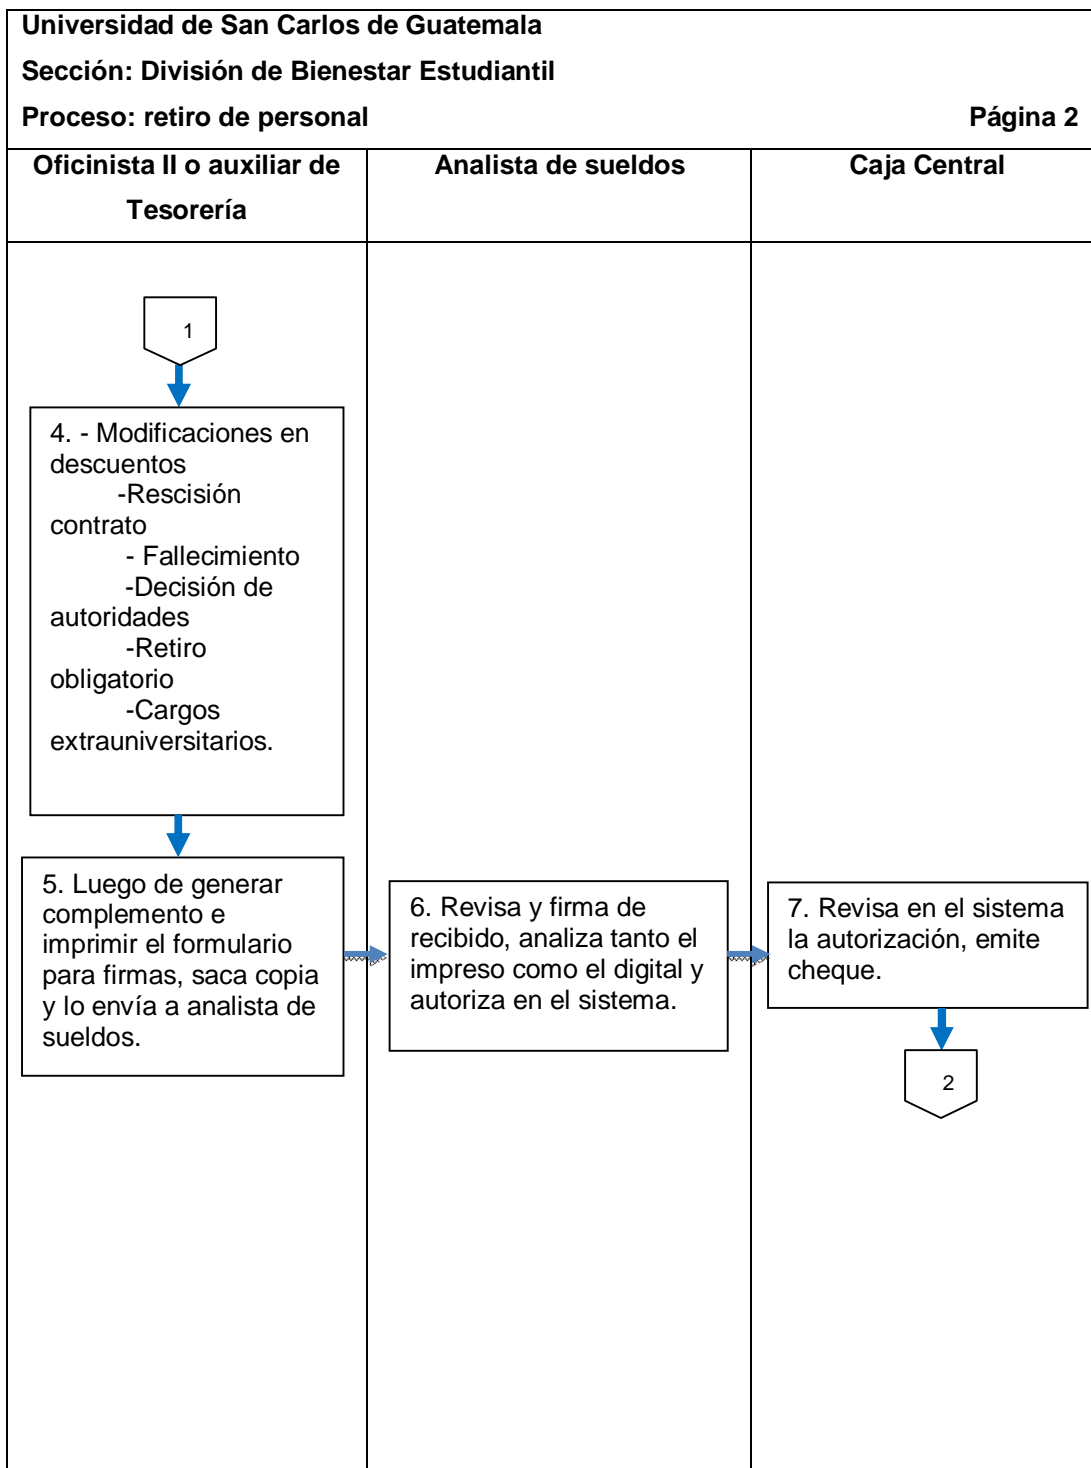 Universidad de San Carlos de Guatemala
Sección: División de Bienestar Estudiantil
Proceso: retiro de personal Página 2
Oficinista II o auxiliar de
Tesorería
Analista de sueldos
Caja Central
1
4. - Modificaciones en
descuentos
-Rescisión
contrato
- Fallecimiento
-Decisión de
autoridades
-Retiro
obligatorio
-Cargos
extrauniversitarios.
5. Luego de generar
complemento e
imprimir el formulario
para firmas, saca copia
y lo envía a analista de
sueldos.
6. Revisa y firma de
recibido, analiza tanto el
impreso como el digital y
autoriza en el sistema.
7. Revisa en el sistema
la autorización, emite
cheque.
2